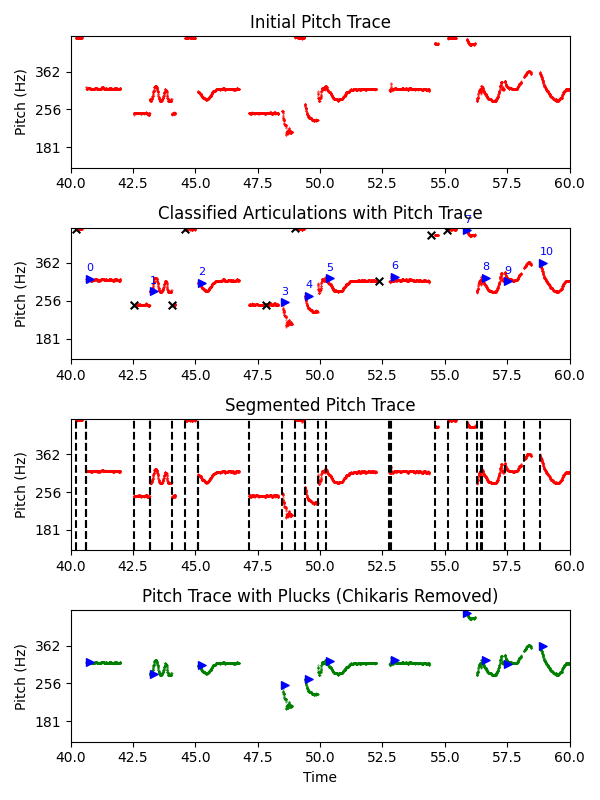 Initial Pitch Trace
Pitch (Hz)
362
256
181
40.0 42.5 45.0 47.5 50.0 52.5 55.0 57.5 60.0
Classified Articulations with Pitch Trace
Pitch (Hz)
362
256
181
0 1 2 3 4 5 6 7 8 9 10
40.0 42.5 45.0 47.5 50.0 52.5 55.0 57.5 60.0
Segmented Pitch Trace
Pitch (Hz)
362
256
181
40.0 42.5 45.0 47.5 50.0 52.5 55.0 57.5 60.0
Pitch Trace with Plucks (Chikaris Removed)
Pitch (Hz)
362
256
181
40.0 42.5 45.0 47.5 50.0 52.5 55.0 57.5 60.0
Time